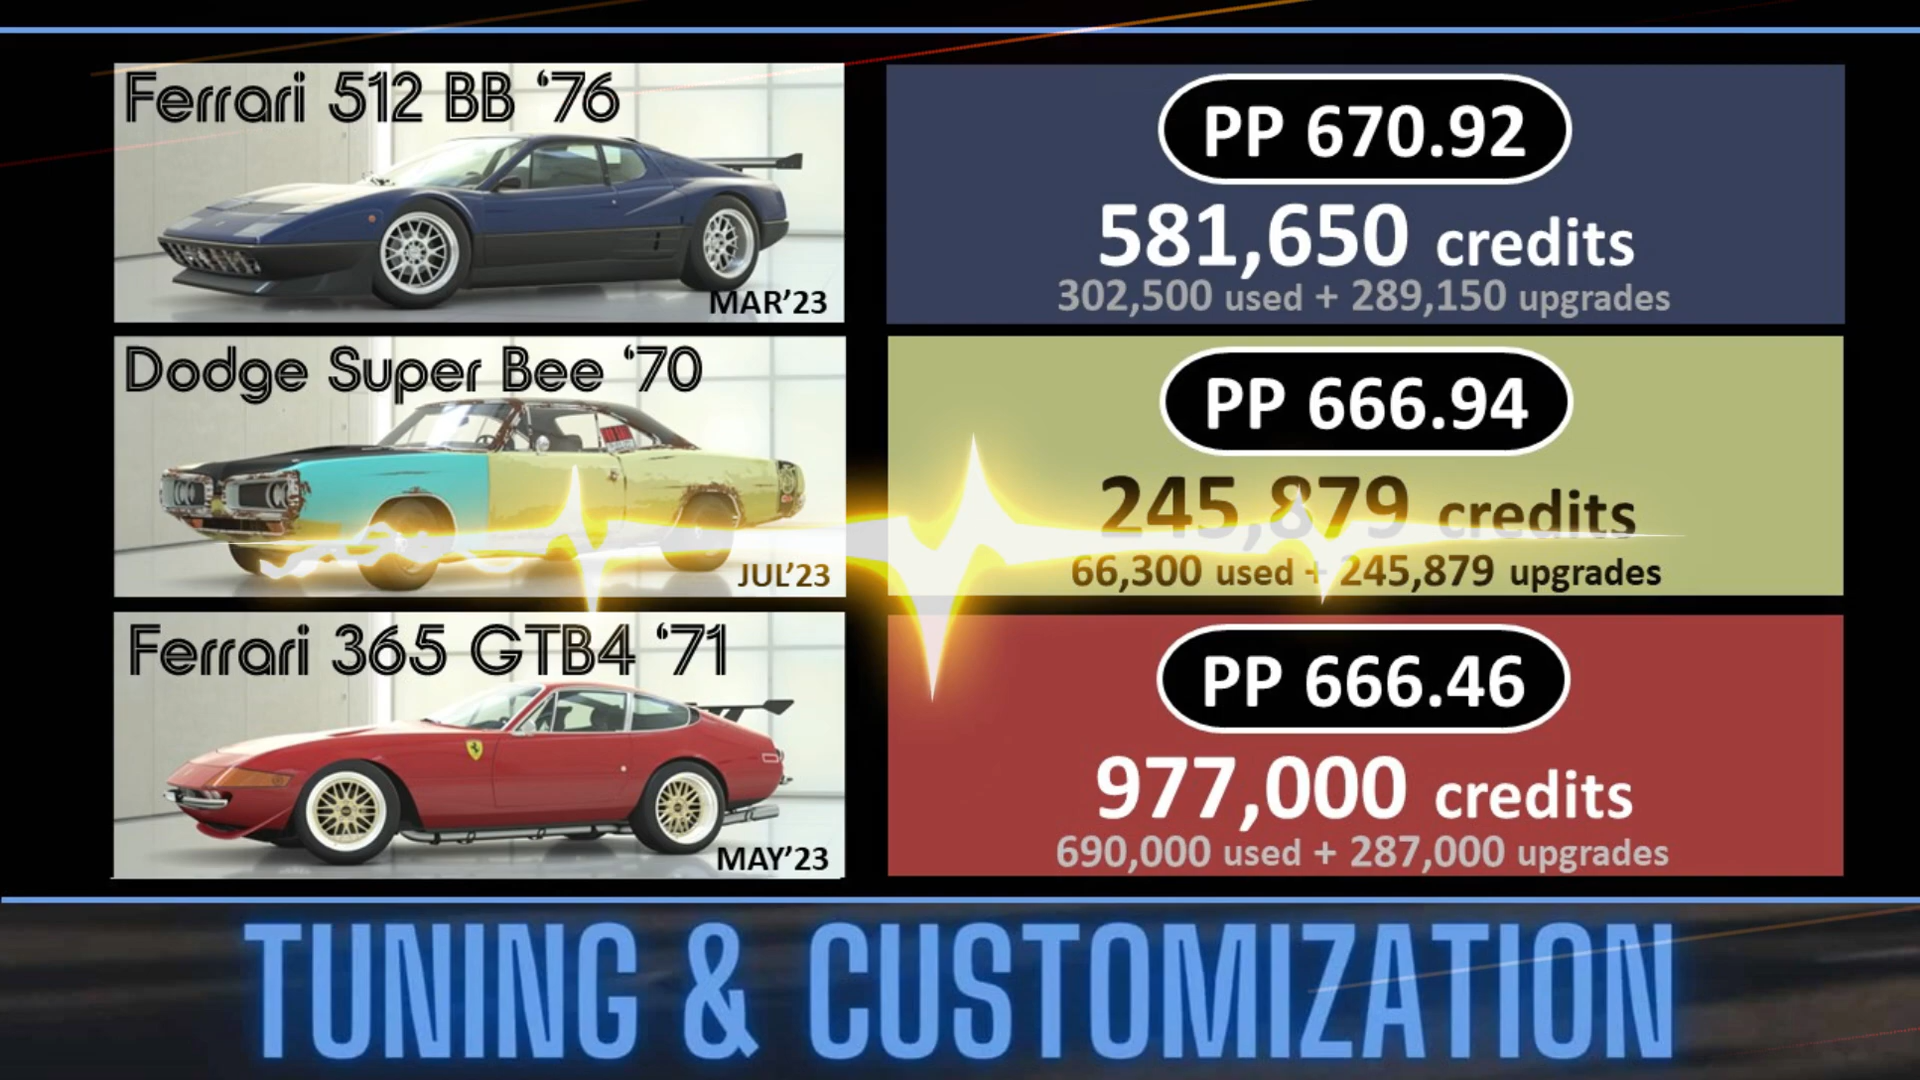 Ferrari 512 BB '76
MAR'23
PP 670.92
581,650 credits
302,500 used + 289,150 upgrades
Dodge Super Bee '70
JUL'23
PP 666.94
245,879 credits
66,300 used + 245,879 upgrades
Ferrari 365 GTB4 '71
MAY'23
PP 666.46
977,000 credits
690,000 used + 287,000 upgrades
TUNING & CUSTOMIZATION